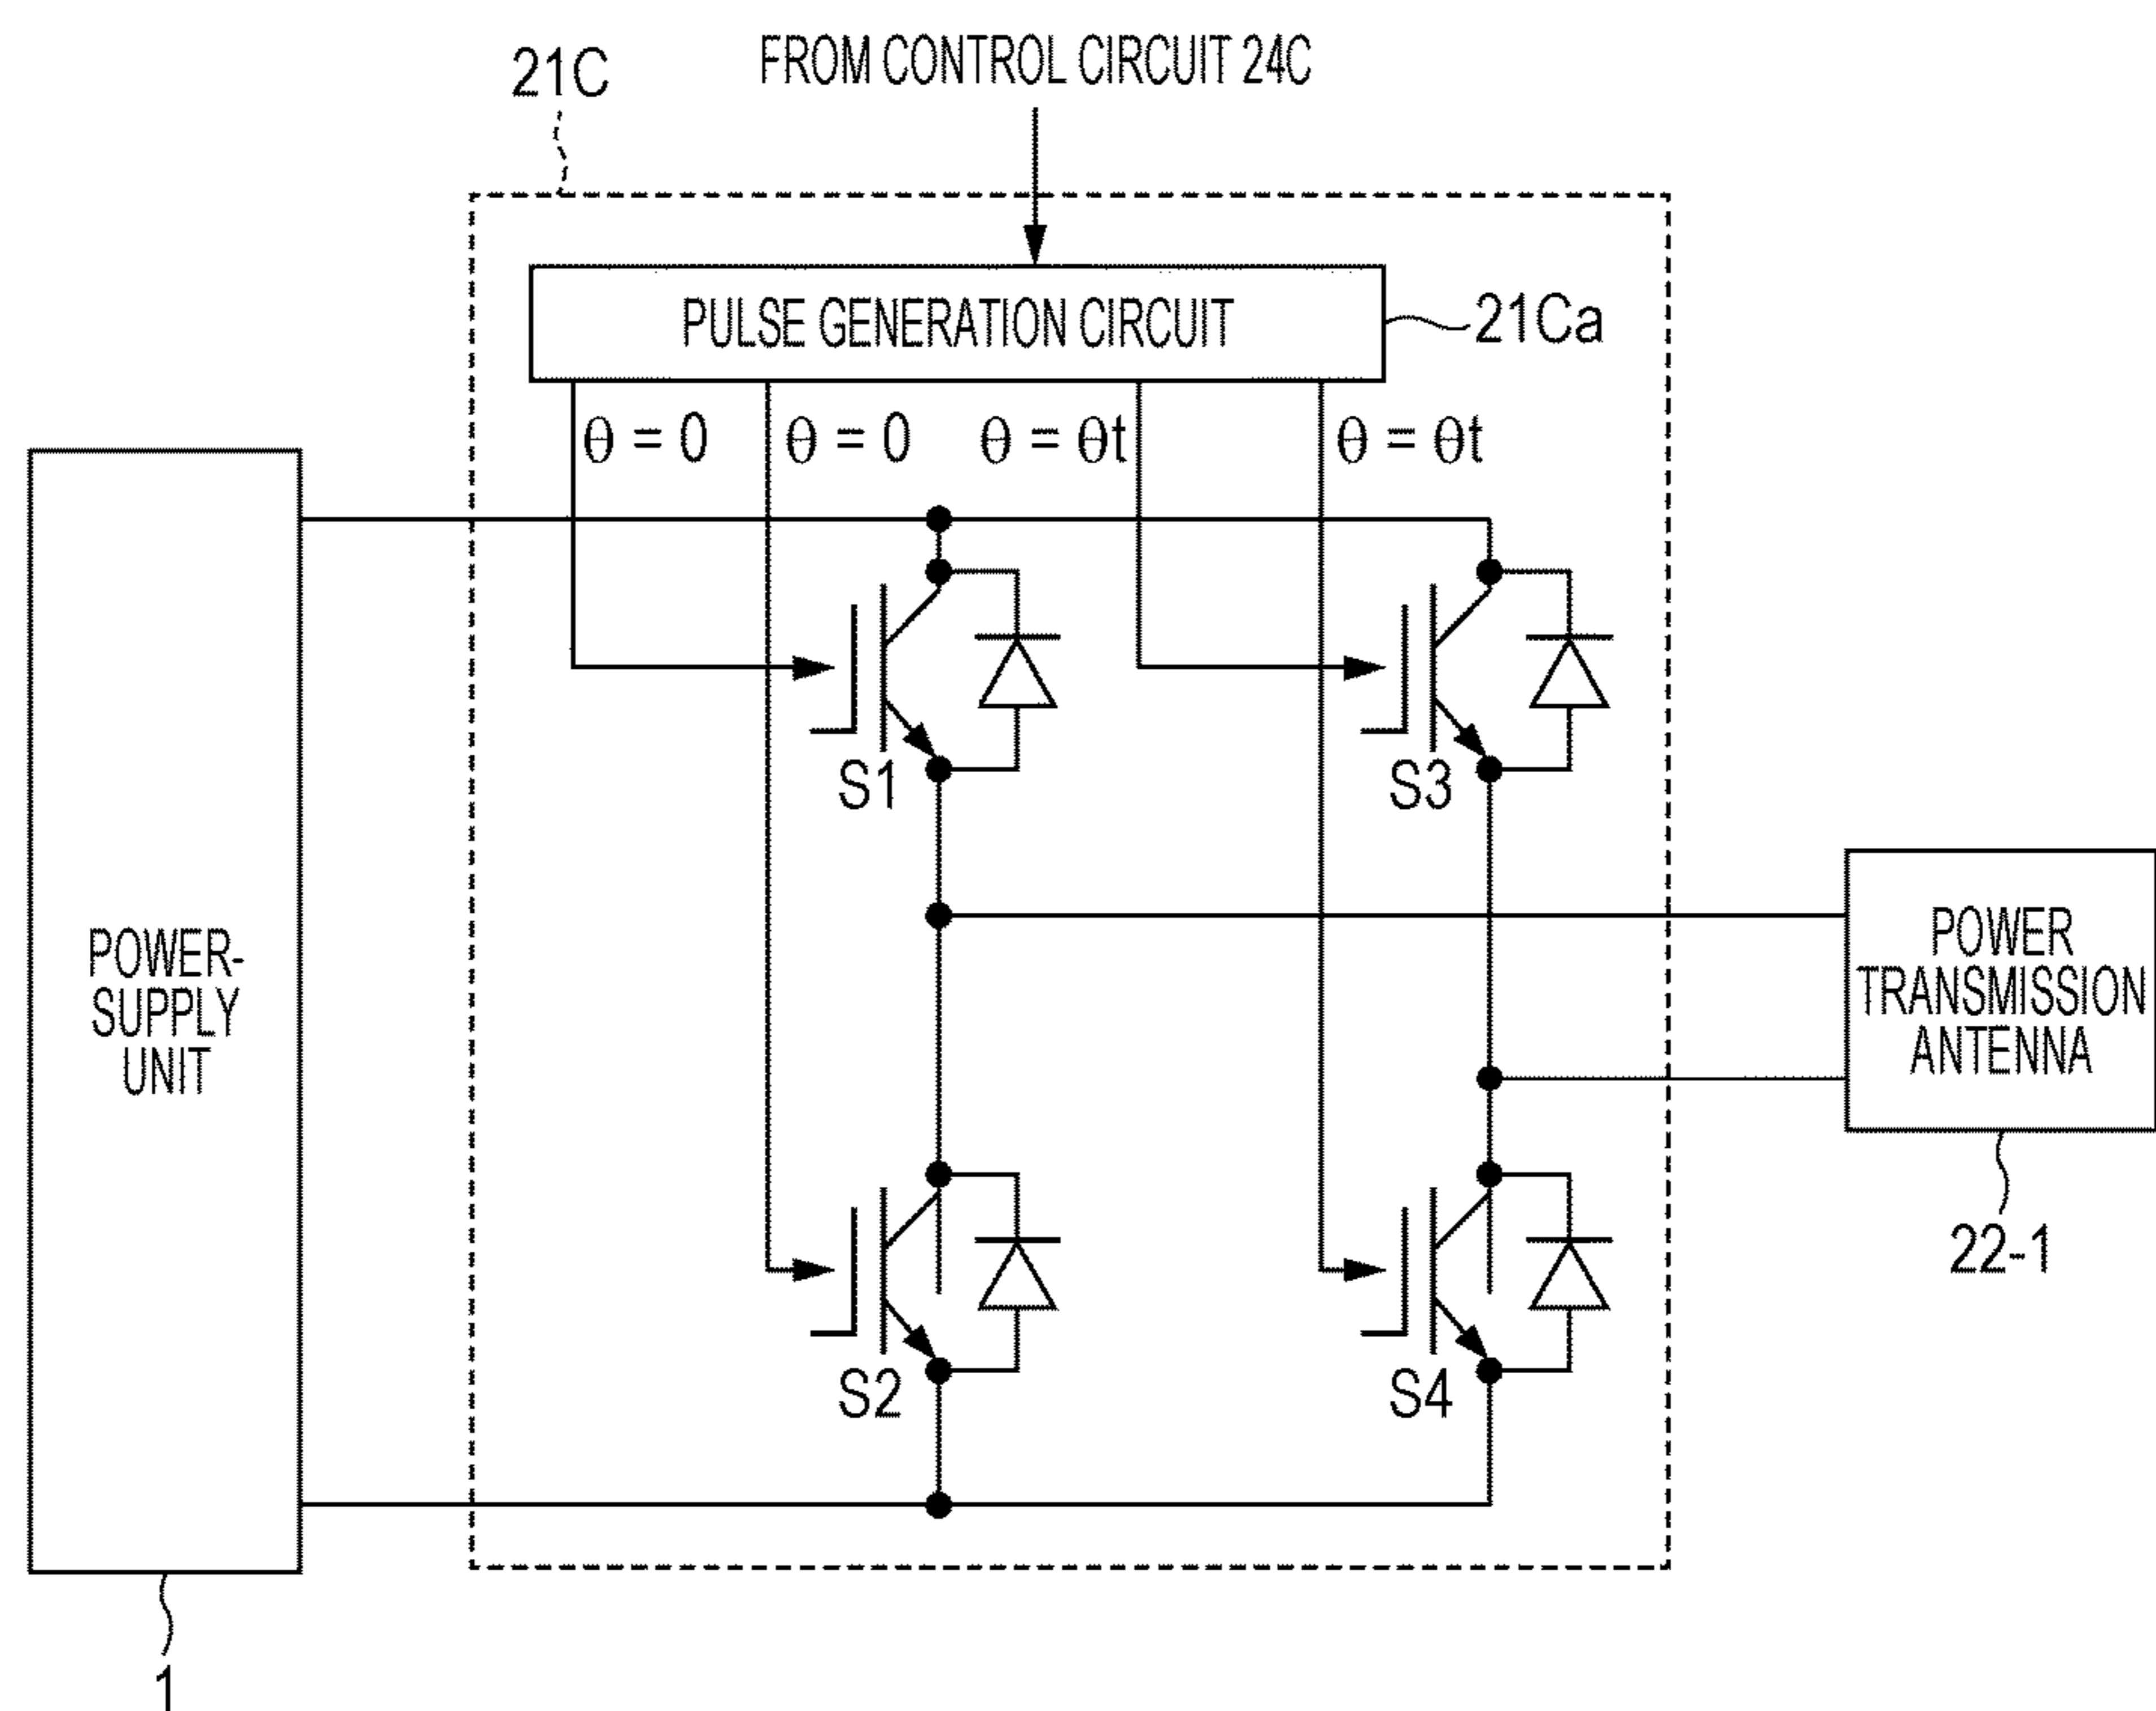 FROM CONTROL CIRCUIT 24C
21C
PULSE GENERATION CIRCUIT
21Ca
θ = 0
θ = 0
θ = θt
θ = θt
S1
S3
POWER-
SUPPLY
UNIT
POWER
TRANSMISSION
ANTENNA
22-1
S2
S4
1